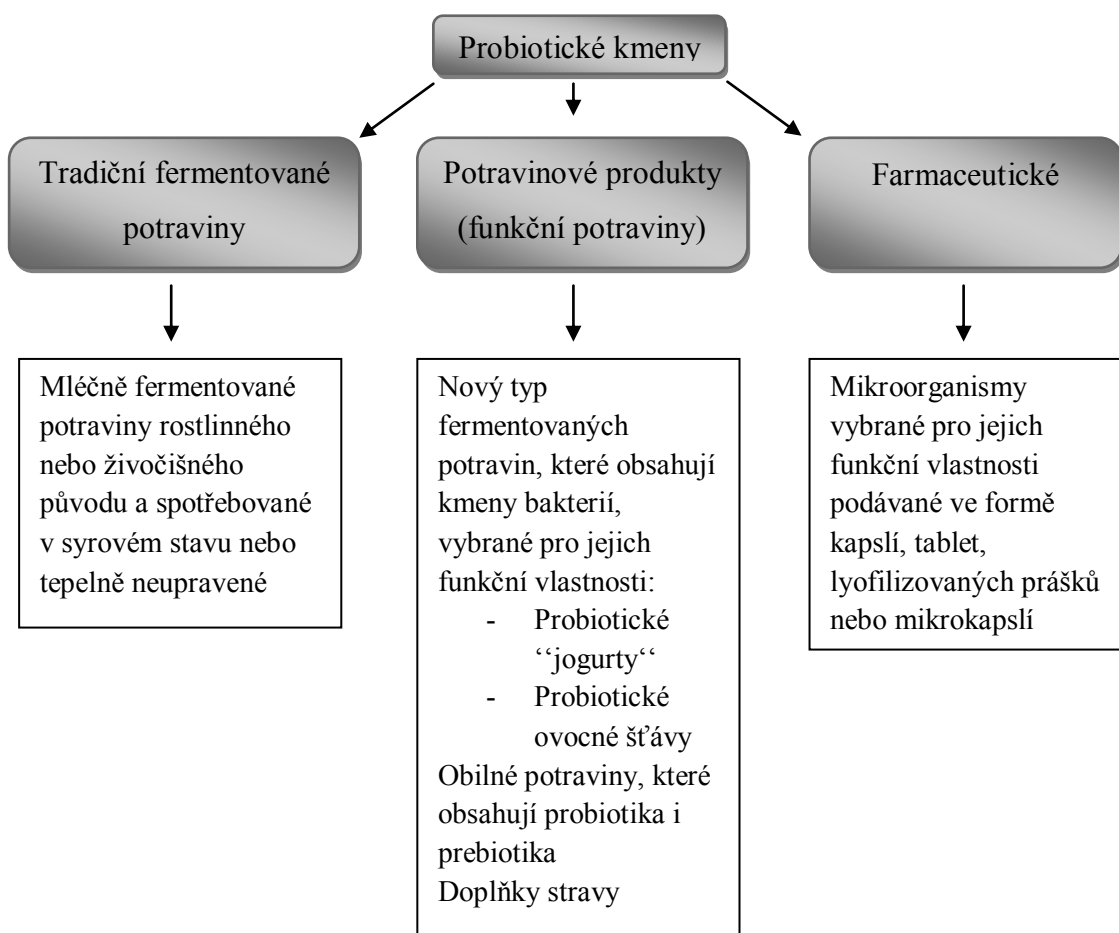 Probiotické kmeny
Tradiční fermentované
potraviny
Potravinové produkty
(funkční potraviny)
Farmaceutické
Mléčně fermentované
potraviny rostlinného
nebo živočišného
původu a spotřebované
v syrovém stavu nebo
tepelně neupravené
Nový typ
fermentovaných
potravin, které obsahují
kmeny bakterií,
vybrané pro jejich
funkční vlastnosti:
- Probiotické
‘‘jogurty‘‘
- Probiotické
ovocné šťávy
Obilné potraviny, které
obsahují probiotika i
prebiotika
Doplňky stravy
Mikroorganismy
vybrané pro jejich
funkční vlastnosti
podávané ve formě
kapslí, tablet,
lyofilizovaných prášků
nebo mikrokapslí